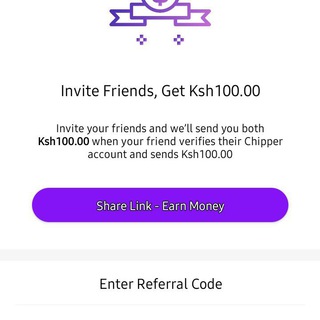 Invite Friends, Get Ksh100.00
Invite your friends and we'll send you both
Ksh100.00 when your friend verifies their Chipper
account and sends Ksh100.00
Share Link - Earn Money
Enter Referral Code